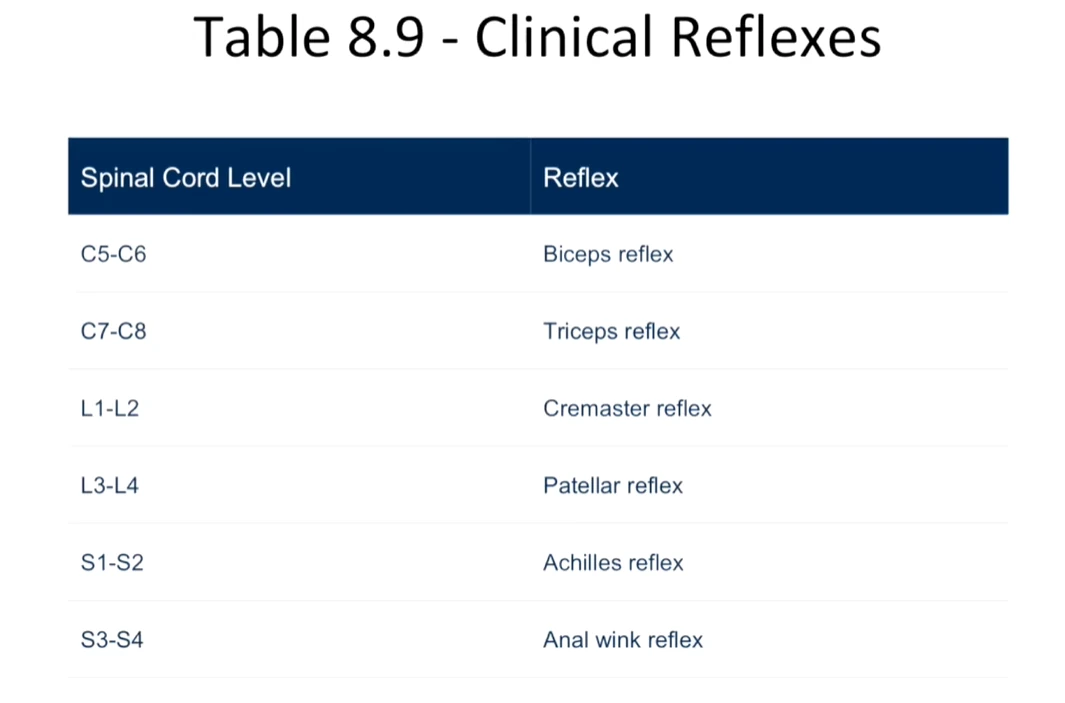 Table 8.9 - Clinical Reflexes
Spinal Cord Level Reflex
C5-C6 Biceps reflex
C7-C8 Triceps reflex
L1-L2 Cremaster reflex
L3-L4 Patellar reflex
S1-S2 Achilles reflex
S3-S4 Anal wink reflex